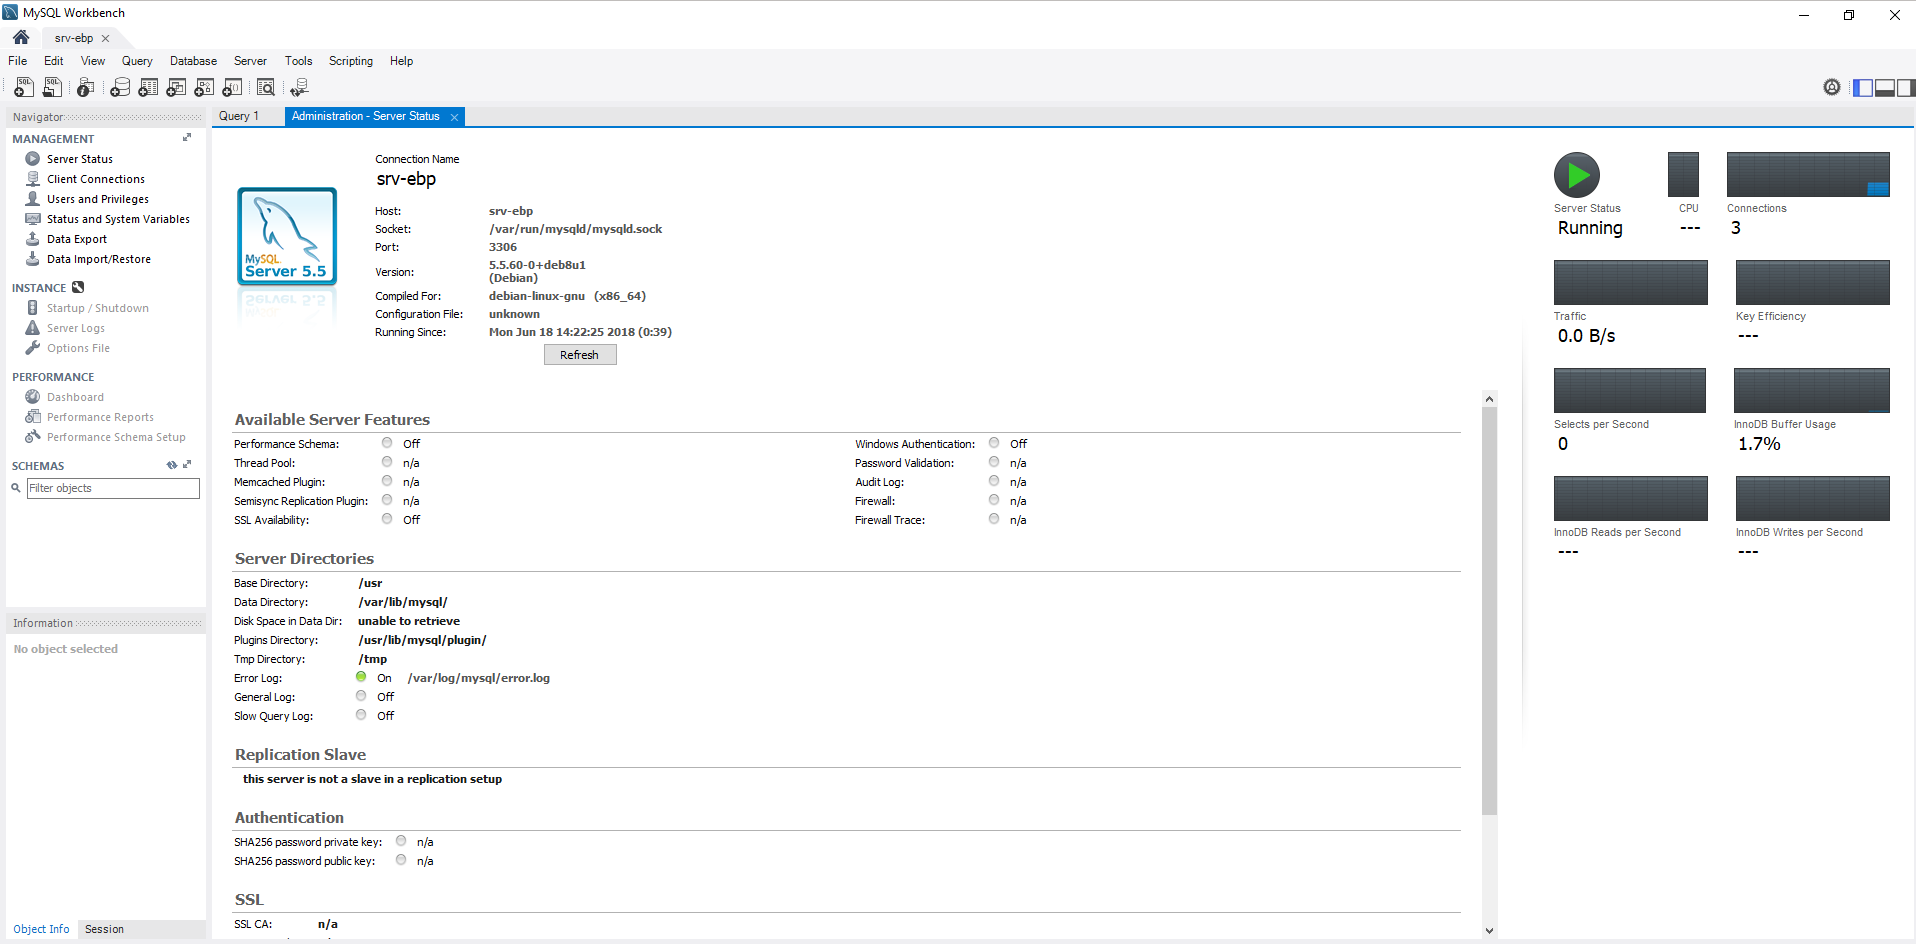 MySQL Workbench
srv-ebp
File Edit View Query Database Server Tools Scripting Help
Navigator
MANAGEMENT
Server Status
Client Connections
Users and Privileges
Status and System Variables
Data Export
Data Import/Restore
INSTANCE
Startup / Shutdown
Server Logs
Options File
PERFORMANCE
Dashboard
Performance Reports
Performance Schema Setup
SCHEMAS
Filter objects
Information
No object selected
Object Info Session
Query 1 Administration - Server Status
MySQL
Server 5.5
Connection Name
srv-ebp
Host: srv-ebp
Socket: /var/run/mysqld/mysqld.sock
Port: 3306
Version: 5.5.60-0+deb8u1
(Debian)
Compiled For: debian-linux-gnu (x86_64)
Configuration File: unknown
Running Since: Mon Jun 18 14:22:25 2018 (0:39)
Refresh
Available Server Features
Performance Schema: Off
Thread Pool: n/a
Memcached Plugin: n/a
Semisync Replication Plugin: n/a
SSL Availability: Off
Windows Authentication: Off
Password Validation: n/a
Audit Log: n/a
Firewall: n/a
Firewall Trace: n/a
Server Directories
Base Directory: /usr
Data Directory: /var/lib/mysql/
Disk Space in Data Dir: unable to retrieve
Plugins Directory: /usr/lib/mysql/plugin/
Tmp Directory: /tmp
Error Log: On /var/log/mysql/error.log
General Log: Off
Slow Query Log: Off
Replication Slave
this server is not a slave in a replication setup
Authentication
SHA256 password private key: n/a
SHA256 password public key: n/a
SSL
SSL CA: n/a
Server Status
Running
CPU
---
Connections
3
Traffic
0.0 B/s
Key Efficiency
---
Selects per Second
0
InnoDB Buffer Usage
1.7%
InnoDB Reads per Second
---
InnoDB Writes per Second
---